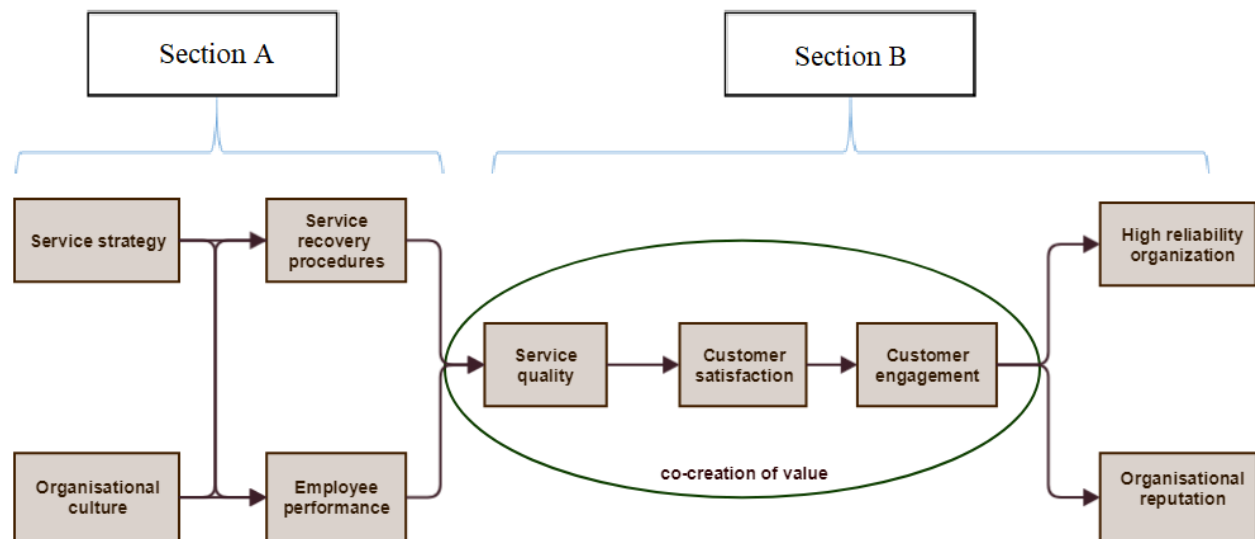 Section A
Section B
Service strategy
Service
recovery
procedures
High reliability
organization
Service
quality
Customer
satisfaction
Customer
engagement
co-creation of value
Organisational
culture
Employee
performance
Organisational
reputation